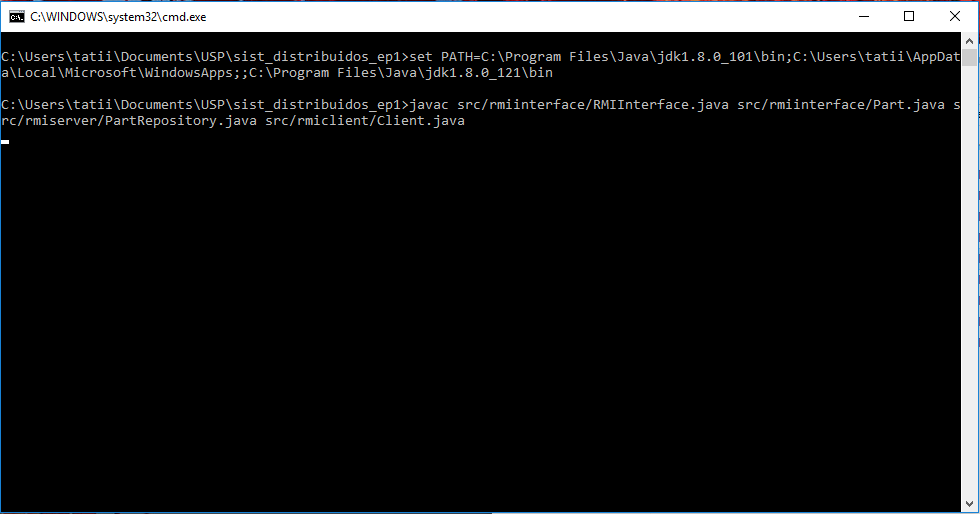 C:\WINDOWS\system32\cmd.exe
C:\Users\tatii\Documents\USP\sist_distribuidos_ep1>set PATH=C:\Program Files\Java\jdk1.8.0_101\bin;C:\Users\tatii\AppDat
a\Local\Microsoft\WindowsApps;;C:\Program Files\Java\jdk1.8.0_121\bin
C:\Users\tatii\Documents\USP\sist_distribuidos_ep1>javac src/rmiinterface/RMIInterface.java src/rmiinterface/Part.java s
rc/rmiserver/PartRepository.java src/rmiclient/Client.java